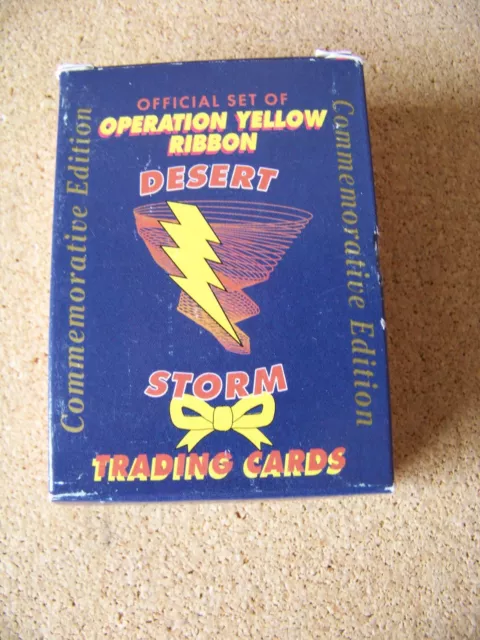 OFFICIAL SET OF
OPERATION YELLOW
RIBBON
DESERT
STORM
TRADING CARDS
Commemorative Edition
Commemorative Edition